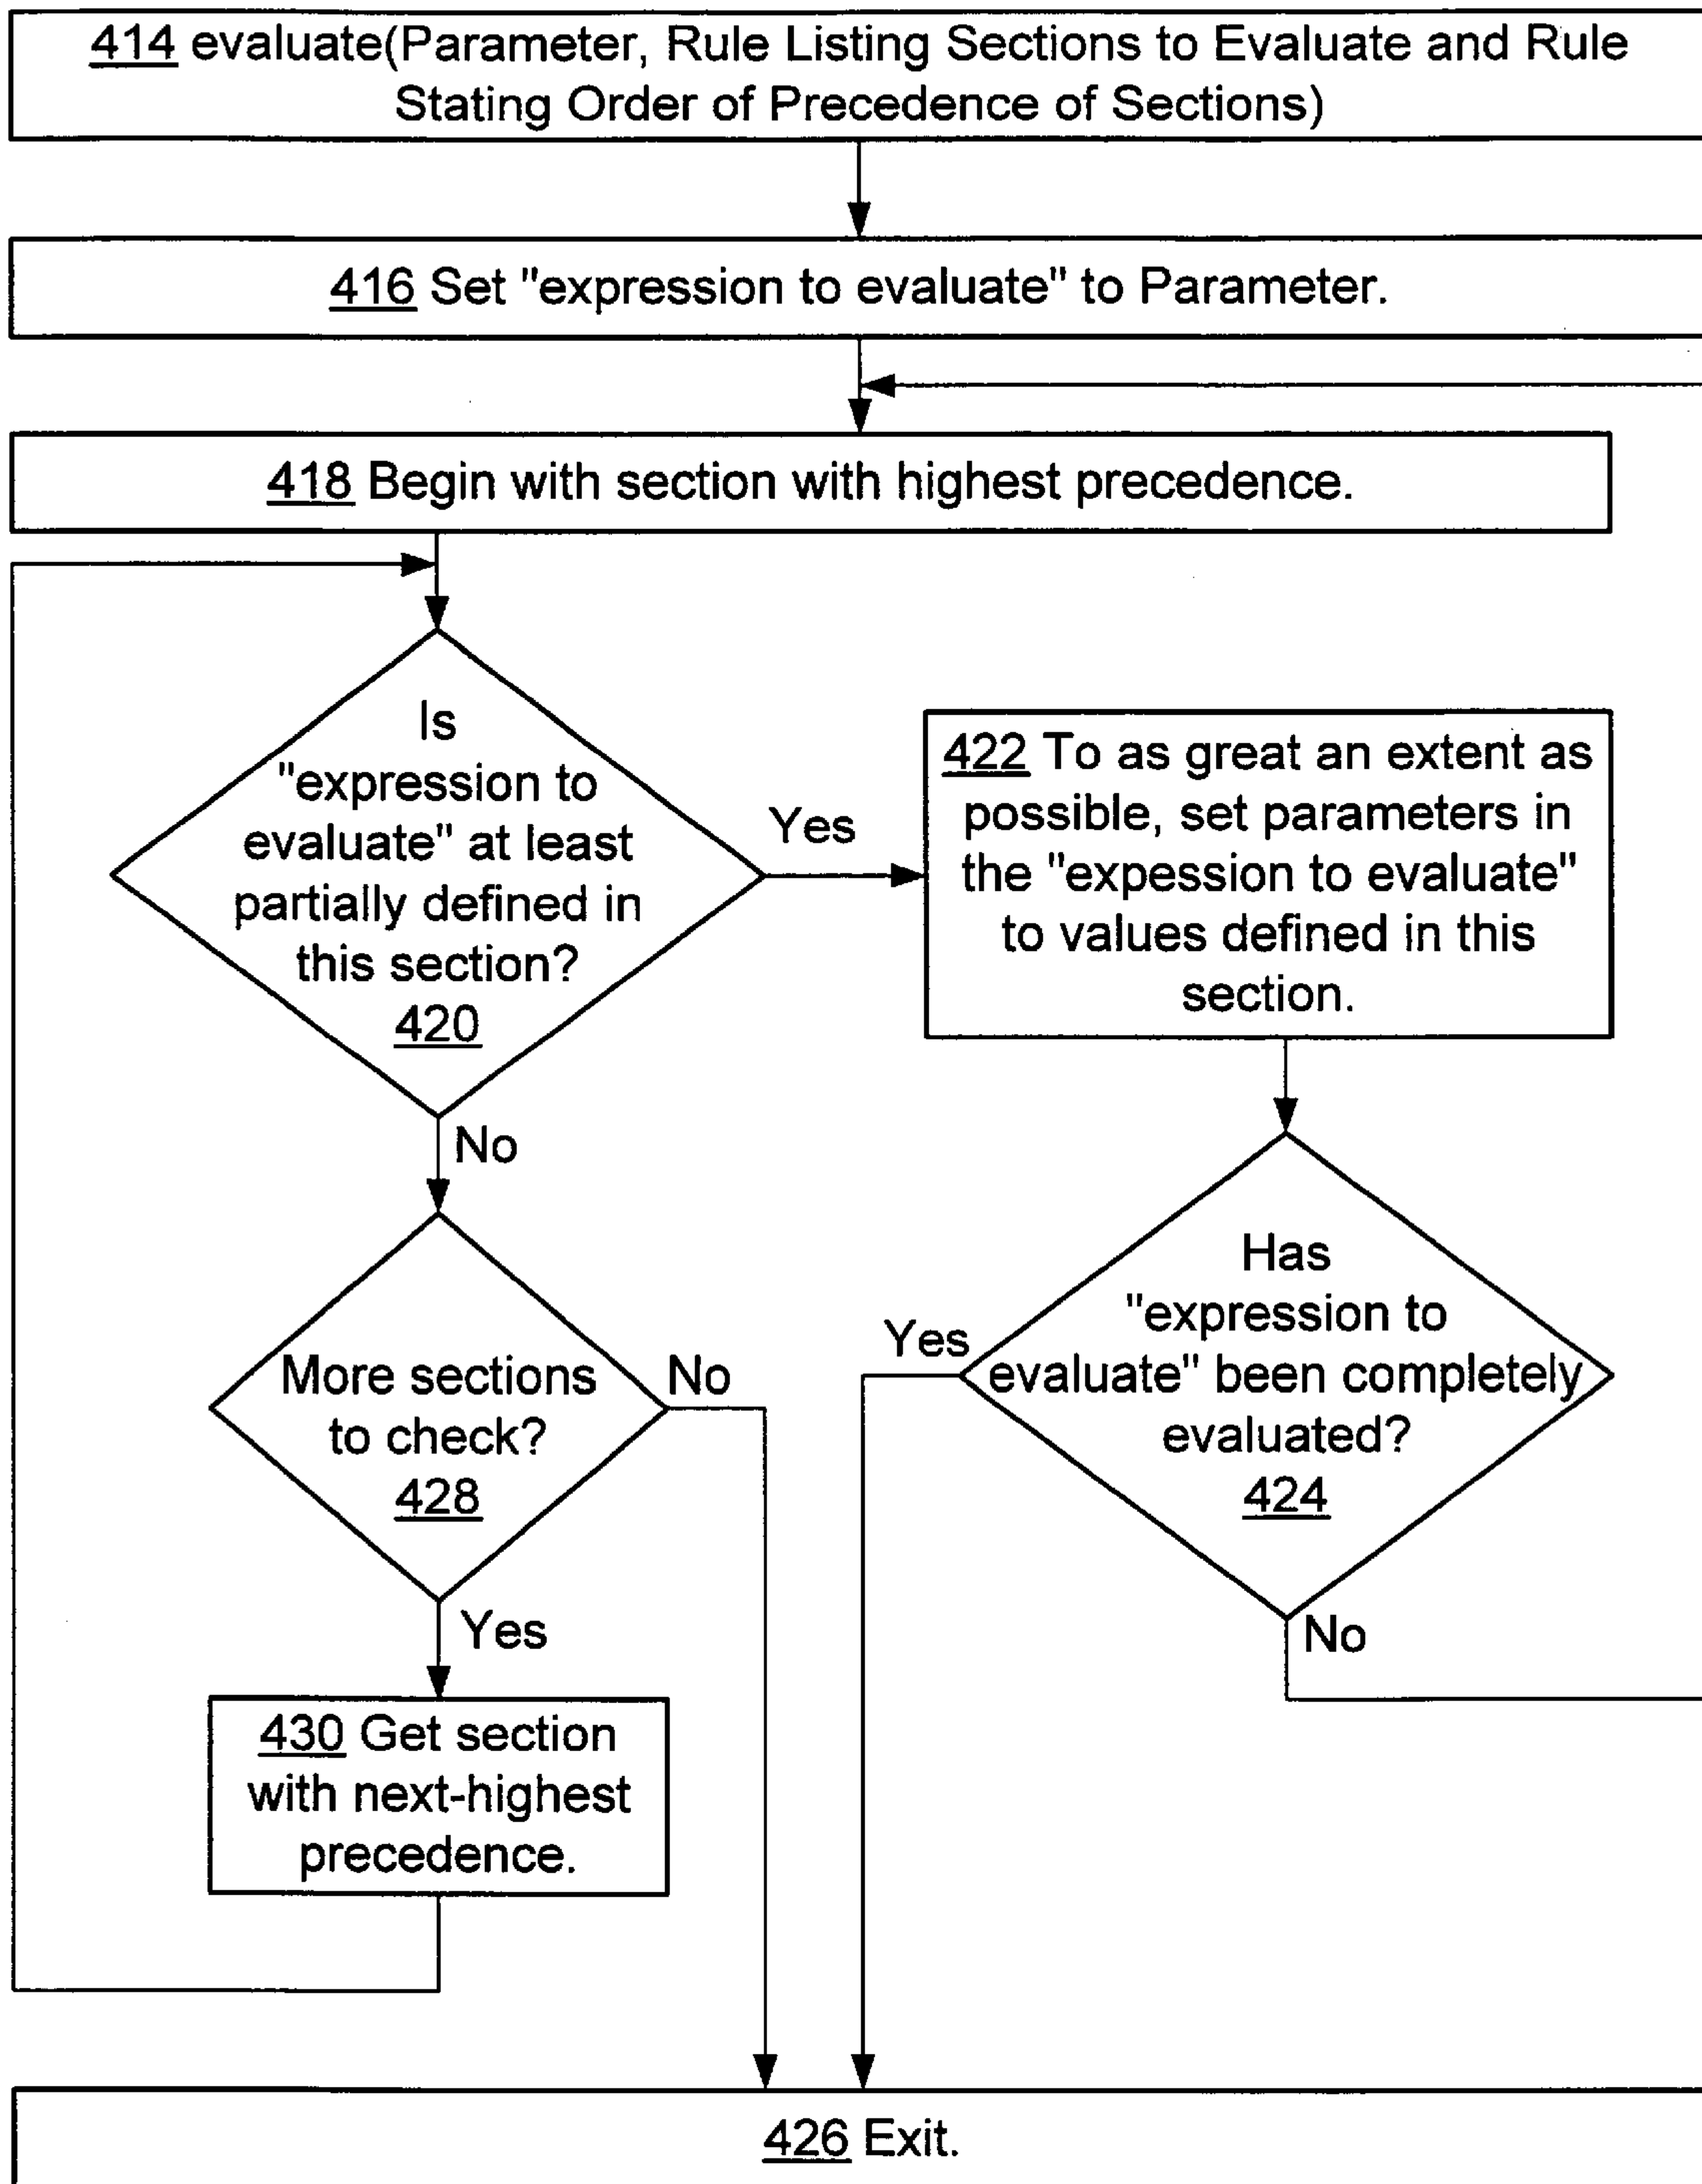 414 evaluate(Parameter, Rule Listing Sections to Evaluate and Rule
Stating Order of Precedence of Sections)
416 Set "expression to evaluate" to Parameter.
418 Begin with section with highest precedence.
Is
"expression to
evaluate" at least
partially defined in
this section?
420
Yes
422 To as great an extent as
possible, set parameters in
the "expession to evaluate"
to values defined in this
section.
No
Has
"expression to
evaluate" been completely
evaluated?
424
Yes
No
More sections
to check?
428
No
Yes
430 Get section
with next-highest
precedence.
426 Exit.